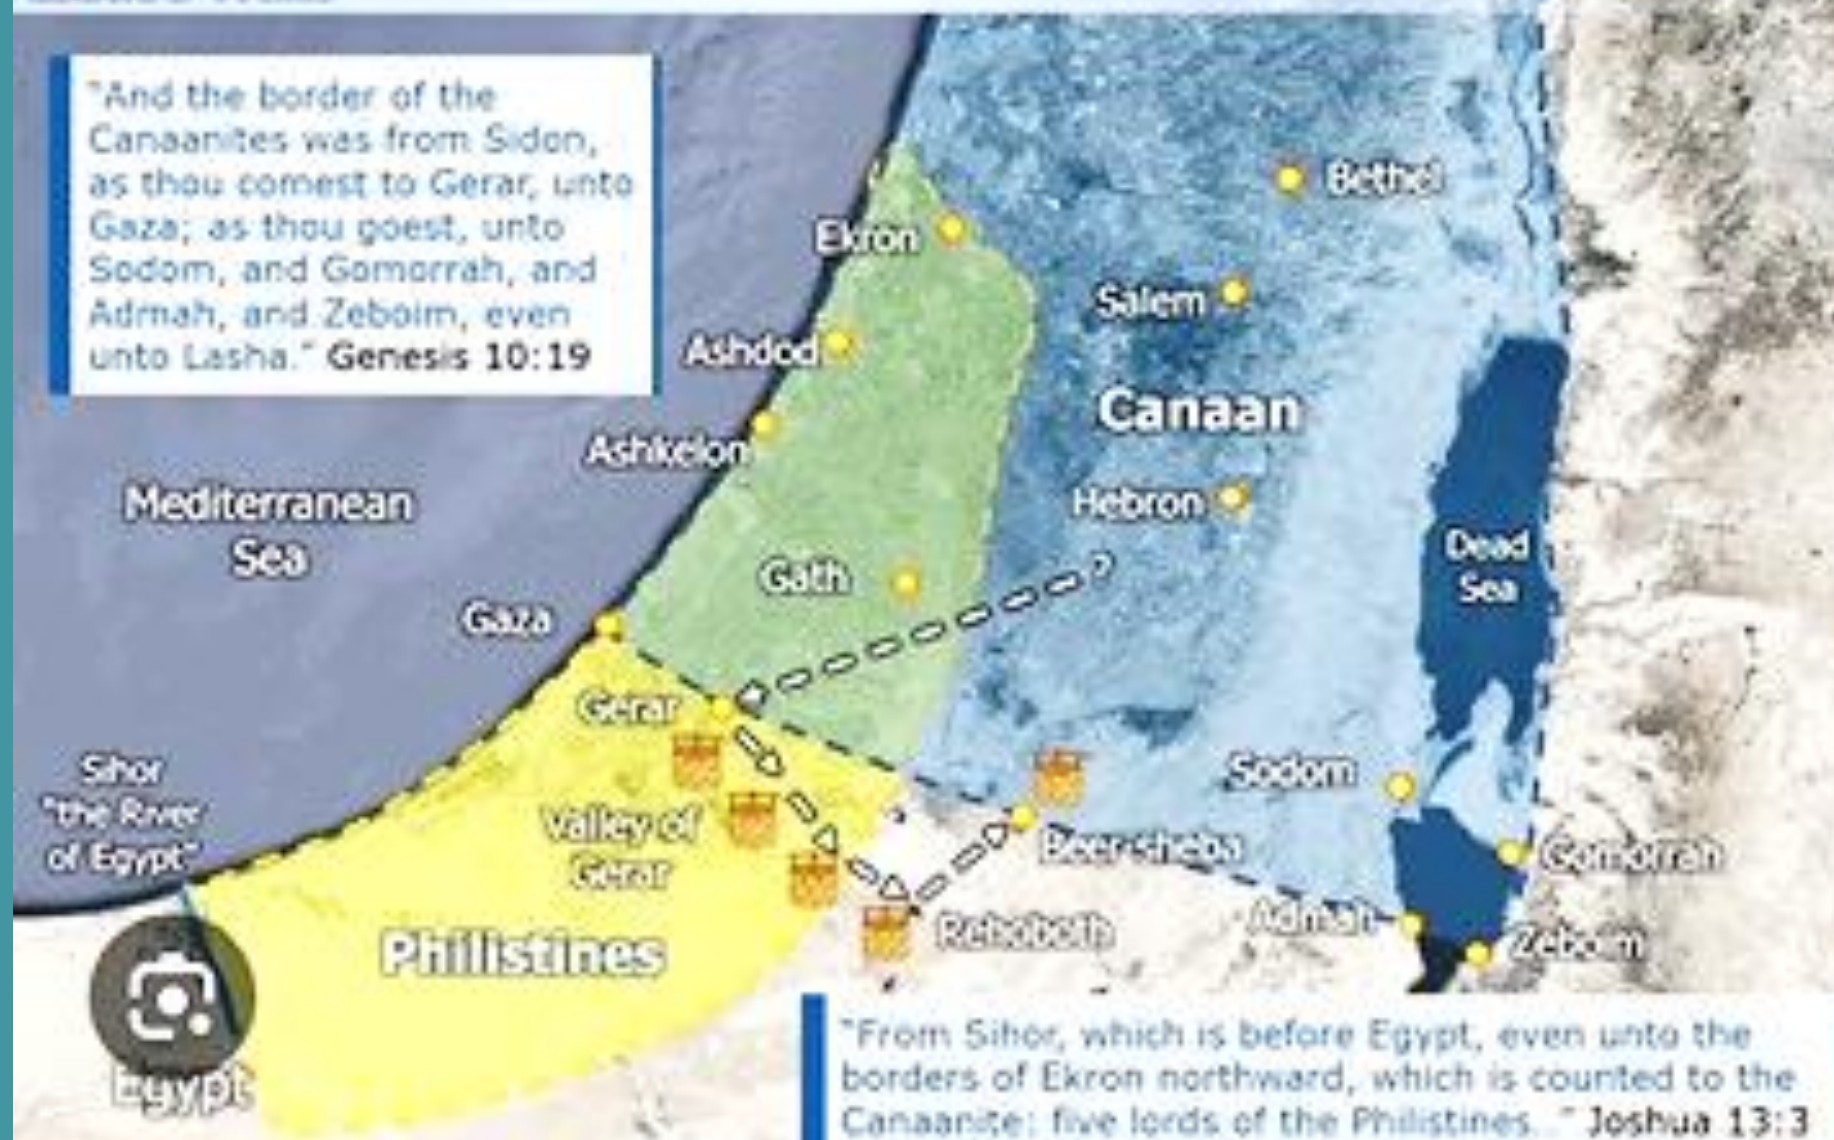 "And the border of the
Canaanites was from Sidon,
as thou comest to Gerar, unto
Gaza; as thou goest, unto
Sodom, and Gomorrah, and
Admah, and Zeboim, even
unto Lasha." Genesis 10:19
Bethel
Ekron
Salem
Ashdod
Canaan
Ashkelon
Mediterranean
Sea
Hebron
Dead
Sea
Gath
Gaza
Gerar
Sihor
"the River
of Egypt"
Sodom
Valley of
Gerar
Beer-sheba
Gomorrah
Admah
Rehoboth
Zeboim
Philistines
Egypt
"From Sihor, which is before Egypt, even unto the
borders of Ekron northward, which is counted to the
Canaanite: five lords of the Philistines..." Joshua 13:3